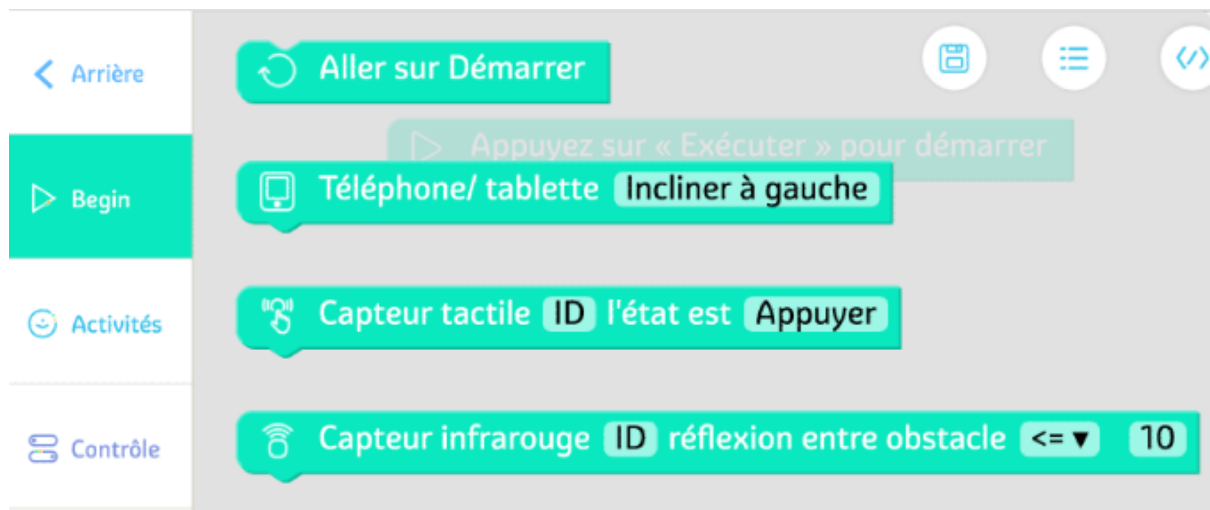 Arrière
Aller sur Démarrer
Appuyez sur « Exécuter » pour démarrer
Begin
Téléphone/ tablette Incliner à gauche
Activités
Capteur tactile ID l'état est Appuyer
Contrôle
Capteur infrarouge ID réflexion entre obstacle <= ▼ 10